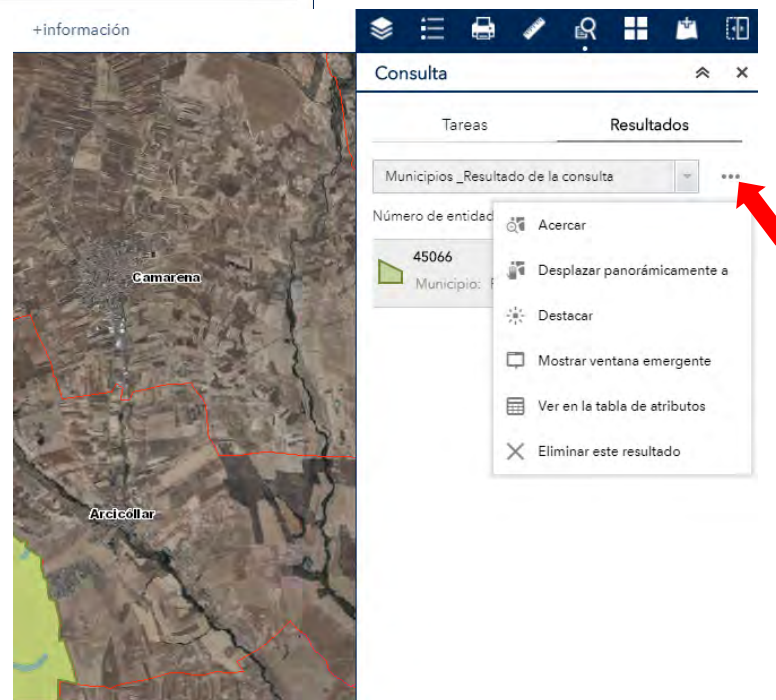 +información
Consulta
Tareas
Resultados
Municipios _Resultado de la consulta
Número de entidad
45066
Municipio:
Acercar
Desplazar panorámicamente a
Destacar
Mostrar ventana emergente
Ver en la tabla de atributos
Eliminar este resultado
Camarena
Arcicóllar